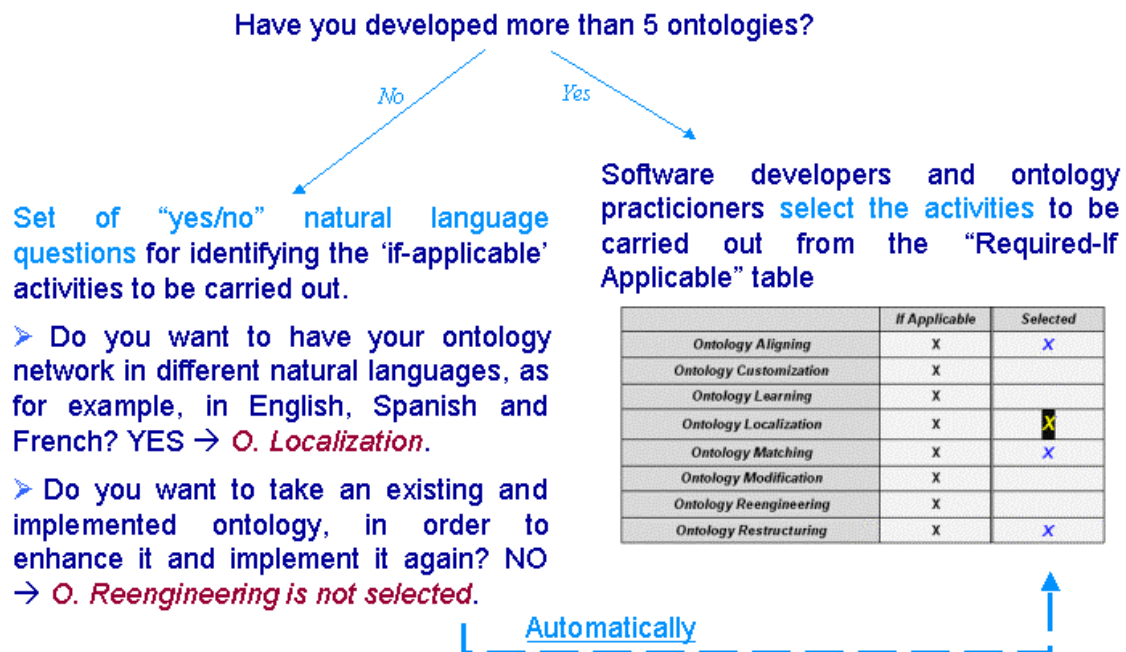 Have you developed more than 5 ontologies?
No
Yes
Set of “yes/no” natural language
questions for identifying the ‘if-applicable’
activities to be carried out.
➢ Do you want to have your ontology
network in different natural languages, as
for example, in English, Spanish and
French? YES → O. Localization.
➢ Do you want to take an existing and
implemented ontology, in order to
enhance it and implement it again? NO
→ O. Reengineering is not selected.
Software developers and ontology
practicioners select the activities to be
carried out from the “Required-If
Applicable” table
If Applicable Selected
Ontology Aligning X X
Ontology Customization X
Ontology Learning X
Ontology Localization X X
Ontology Matching X X
Ontology Modification X
Ontology Reengineering X
Ontology Restructuring X X
Automatically